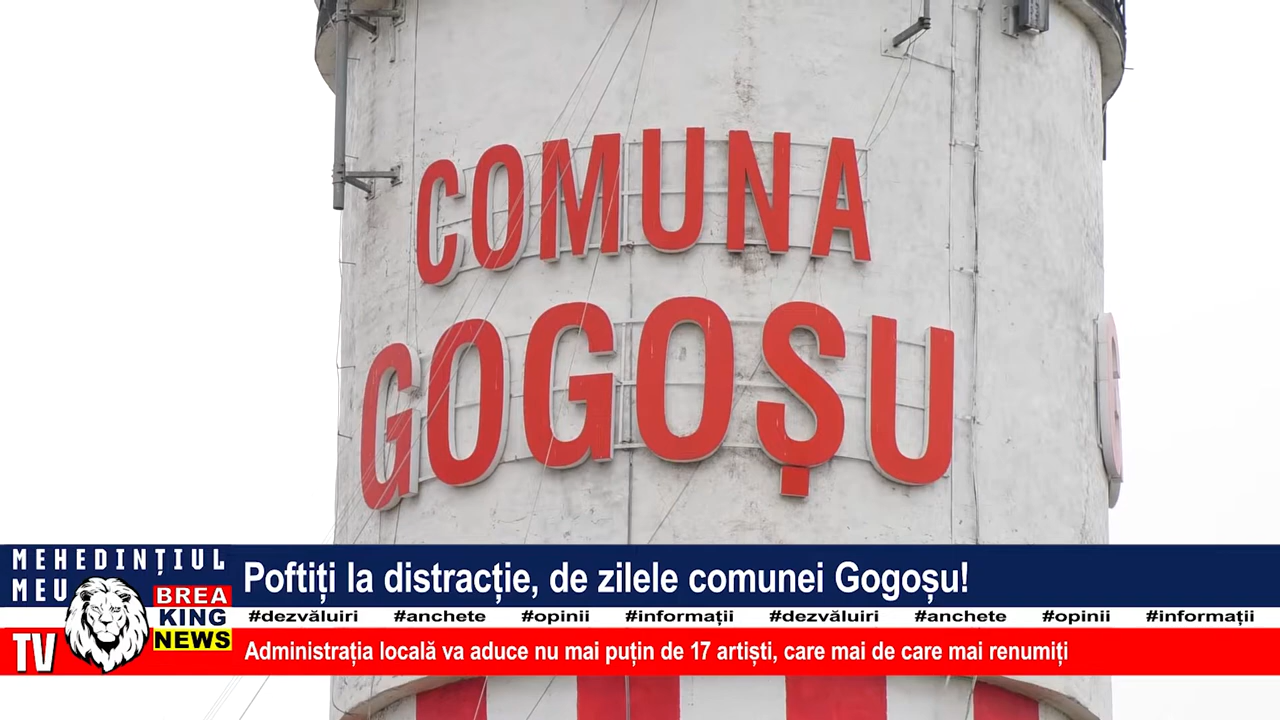 COMUNA
GOGOȘU
MEHEDINȚIUL
MEU
TV
BREA
KING
NEWS
Poftiți la distracție, de zilele comunei Gogoșu!
#dezvăluiri #anchete #opinii #informații #dezvăluiri #anchete #opinii #informații
Administrația locală va aduce nu mai puțin de 17 artiști, care mai de care mai renumiți